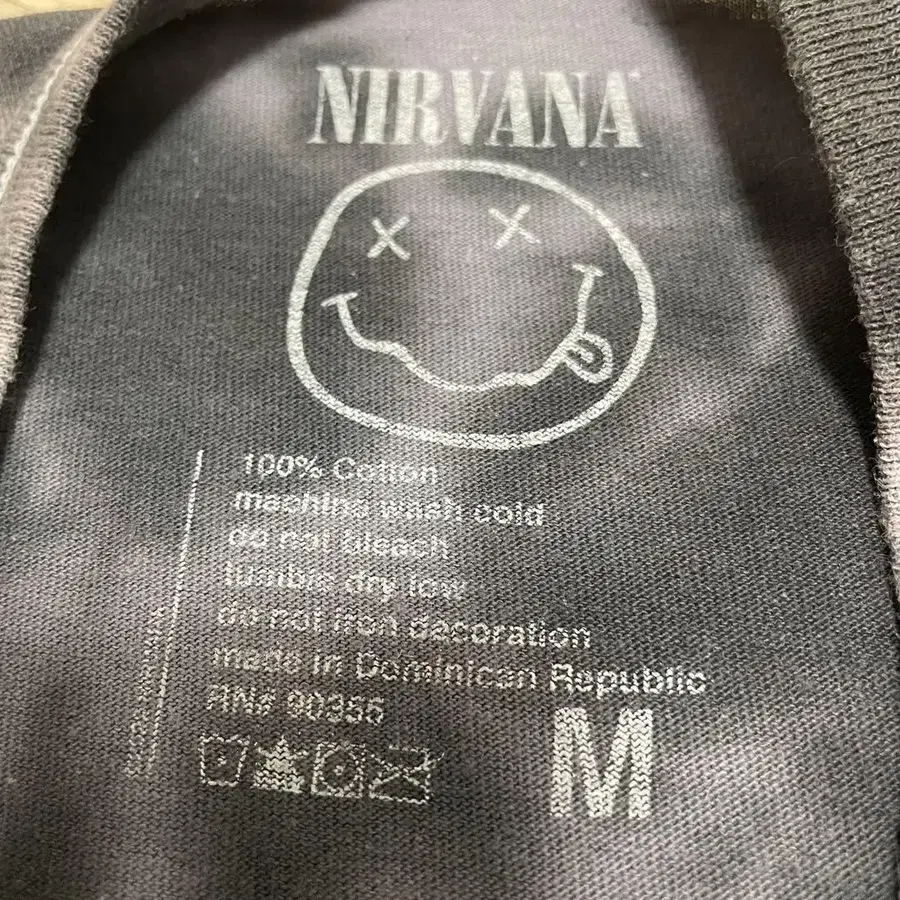 NIRVANA
100% Cotton
machine wash cold
do not bleach
tumble dry low
do not iron decoration
made in Dominican Republic
RN# 90356
M